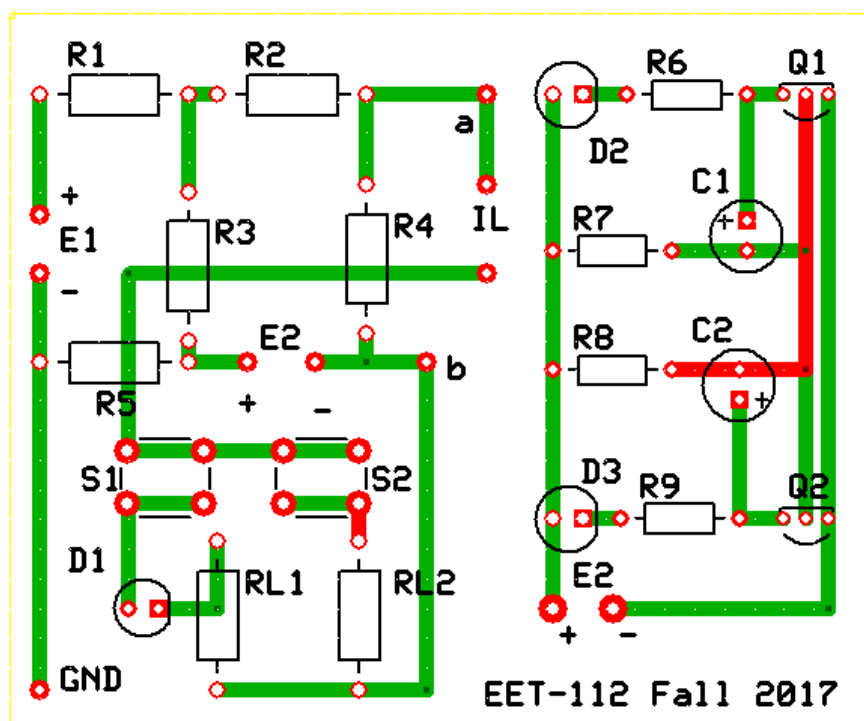 R1
R2
R6
Q1
a
D2
+
C1
R3
R4
IL
+
R7
E1
-
C2
E2
R8
b
R5
+
-
+
S1
S2
D3
R9
Q2
D1
RL1
RL2
E2
+
-
GND
EET-112 Fall 2017